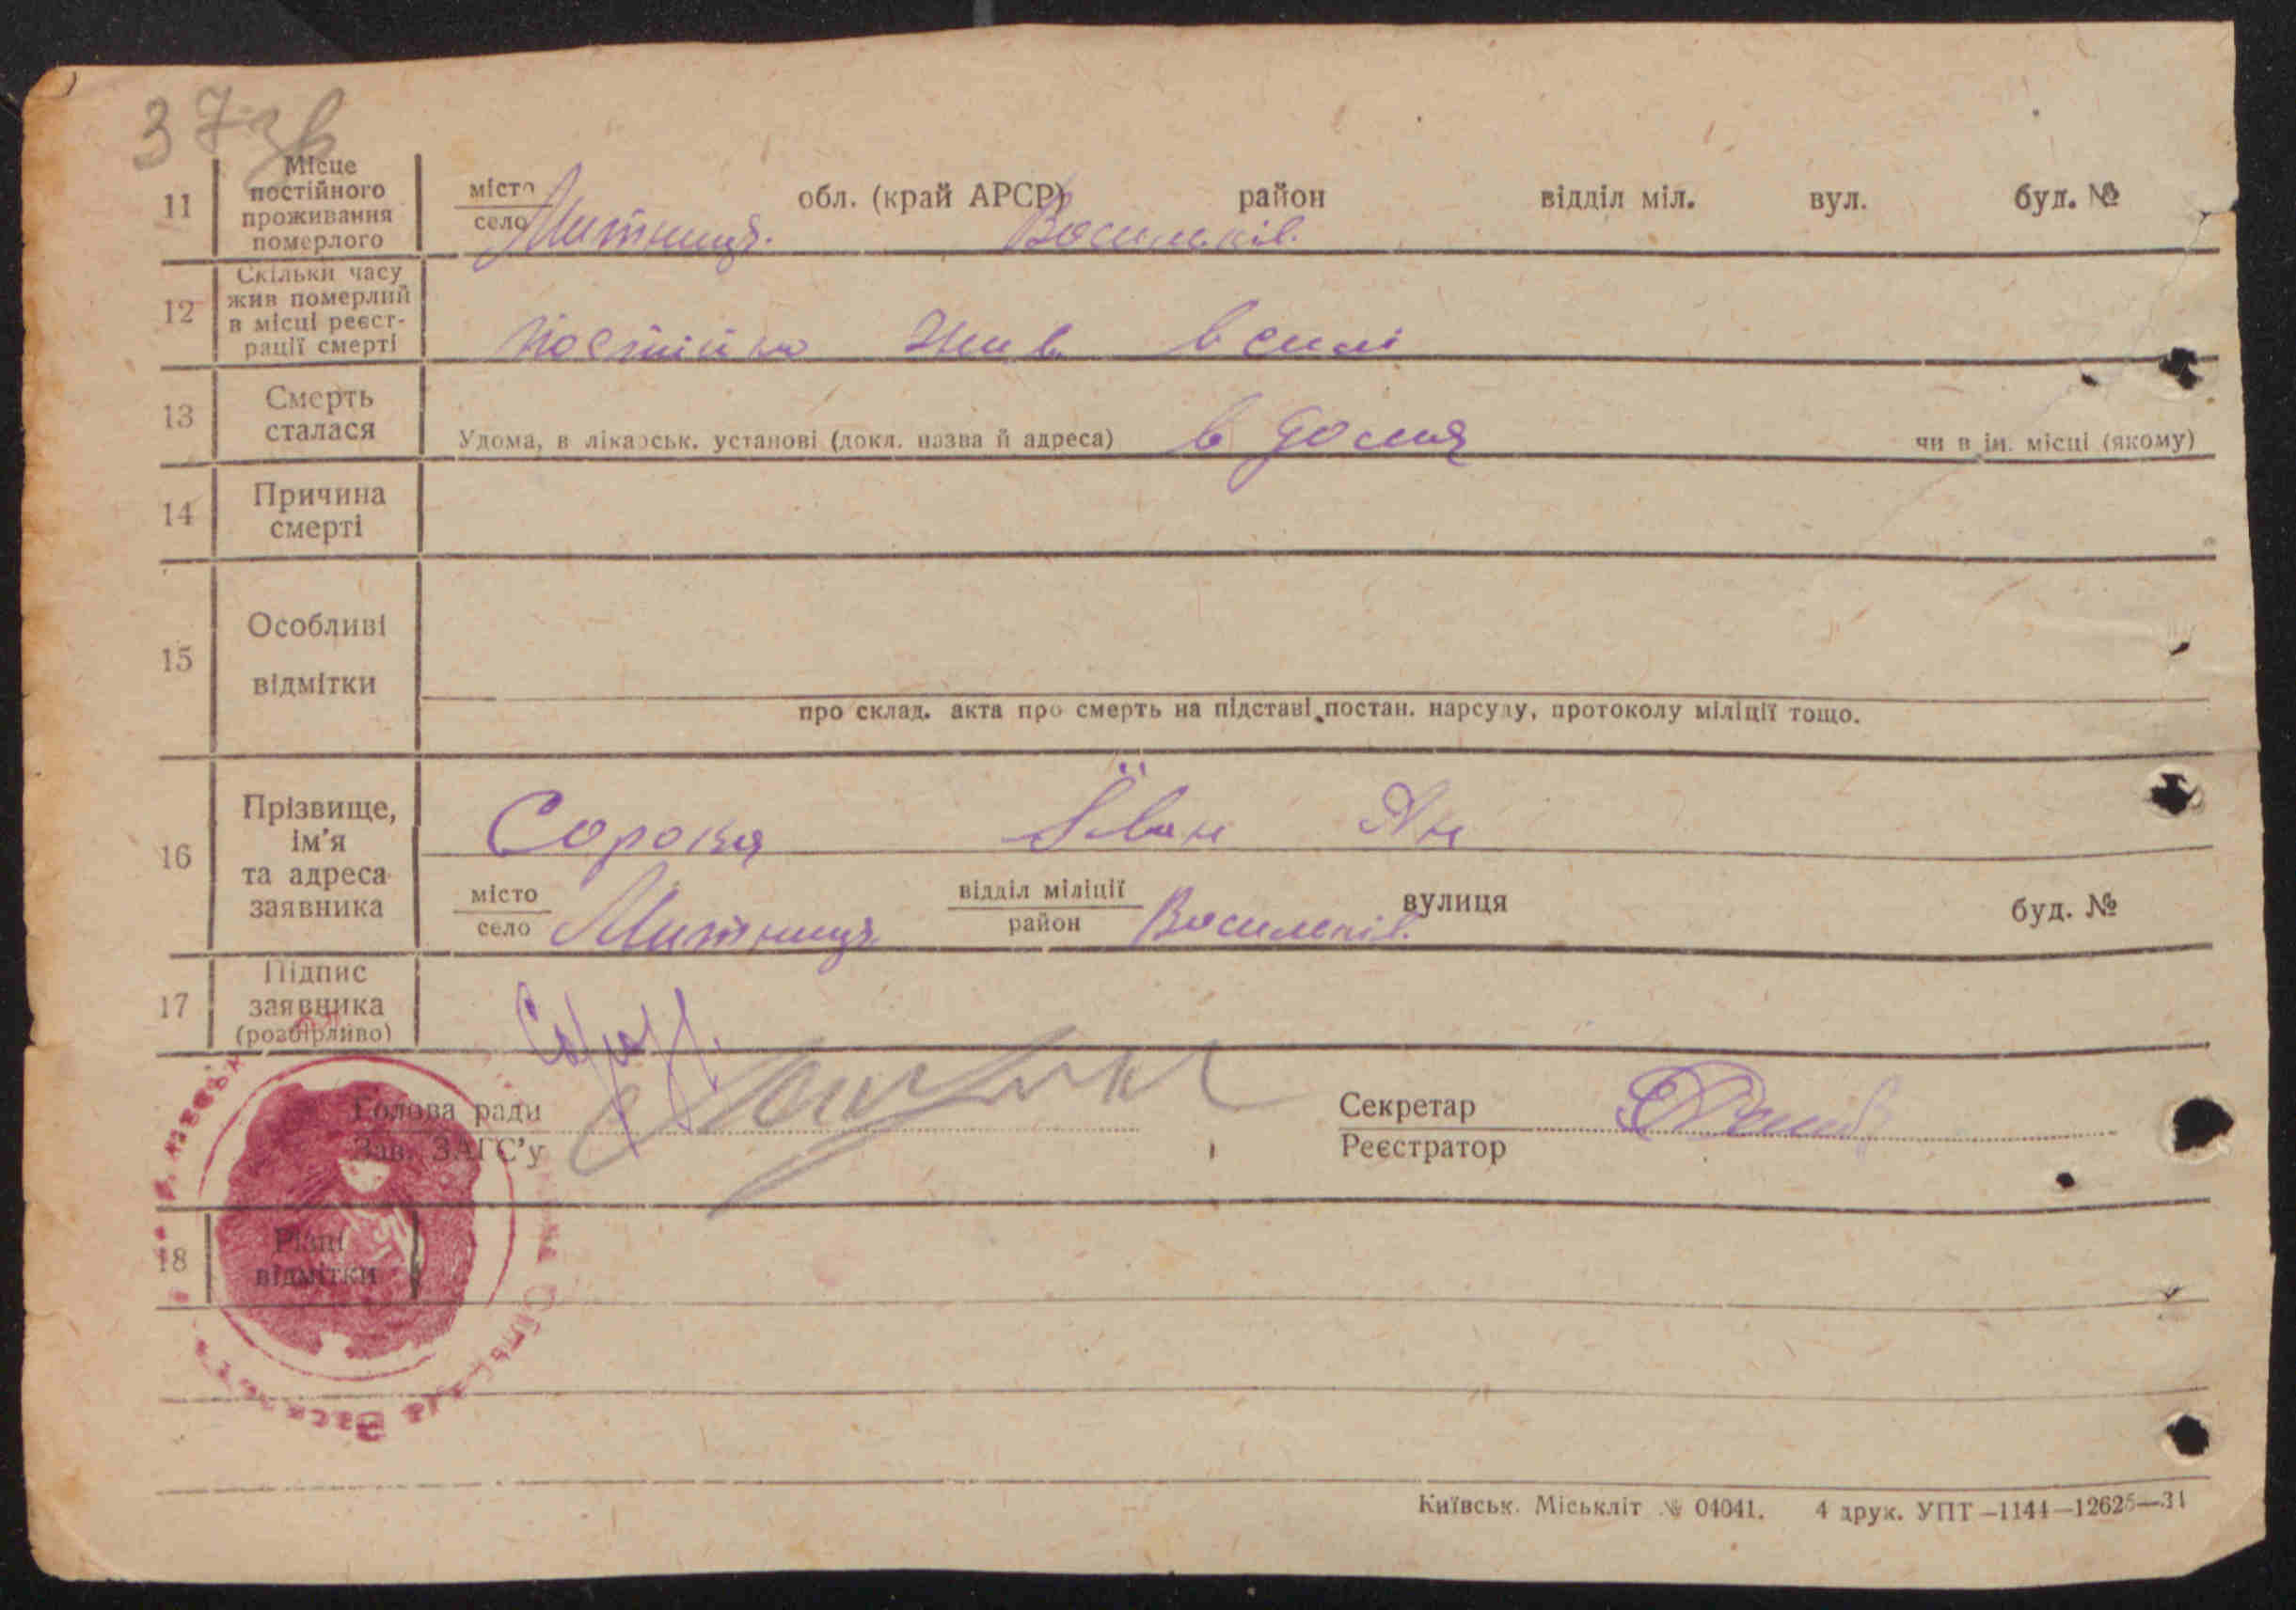 37зв
11 Місце постійного проживання померлого
місто село Митниця. обл. (край АРСР) Васильків. район відділ міл. вул. буд. №
12 Скільки часу жив померлий в місці реєстрації смерті
постійно жив в силі
13 Смерть сталася
Удома, в лікарськ. установі (докл. назва й адреса) в дома чи в ін. місці (якому)
14 Причина смерті
15 Особливі відмітки
про склад. акта про смерть на підставі постан. нарсуду, протоколу міліції тощо.
16 Прізвище, ім'я та адреса заявника
Сорока Іван Ян
місто село Митниця відділ міліції район Васильків. вулиця буд. №
17 Підпис заявника (розбірливо)
Голова ради
Зав. ЗАГС'у
Секретар
Реєстратор
18 Різні відмітки
Київськ. Міськліт № 04041. 4 друк. УПТ—1144—12625—31